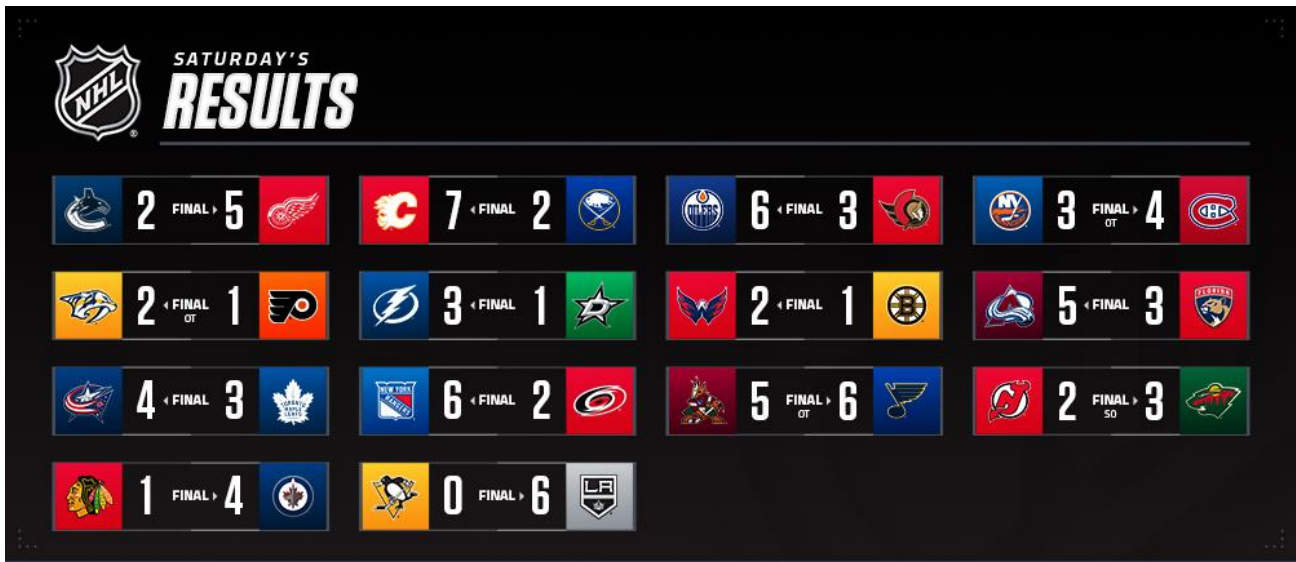 NHL
®
SATURDAY'S
RESULTS
2 FINAL 5
7 FINAL 2
OILERS 6 FINAL 3
NY 3 FINAL OT 4
2 FINAL OT 1
3 FINAL 1
2 FINAL 1 B
5 FINAL 3 FLORIDA
4 FINAL 3 TORONTO MAPLE LEAFS
NEW YORK RANGERS 6 FINAL 2
5 FINAL OT 6
2 FINAL SO 3
1 FINAL 4
0 FINAL 6 LA